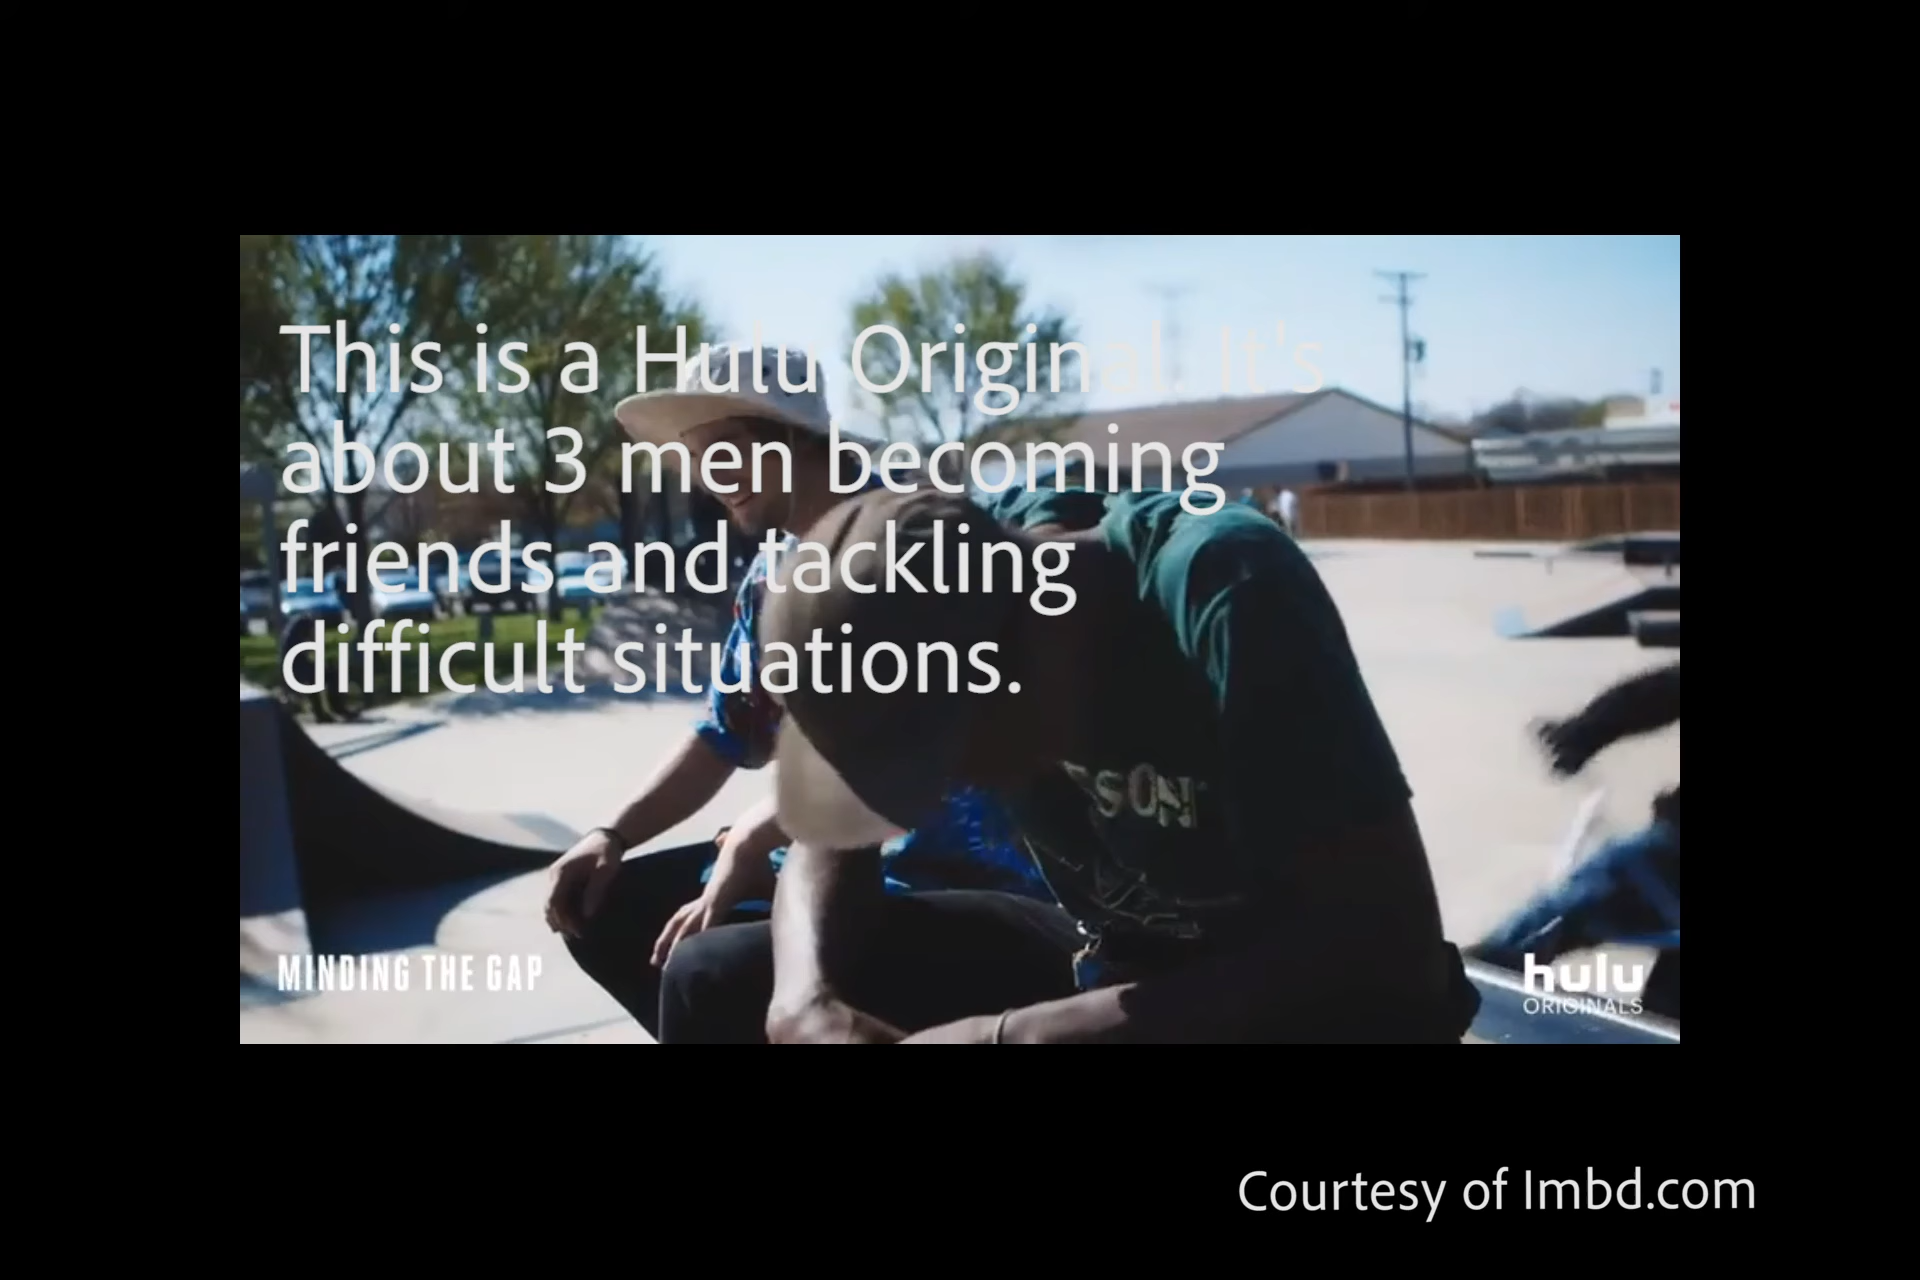 This is a Hulu Original. It's
about 3 men becoming
friends and tackling
difficult situations.
SSON
MINDING THE GAP
hulu
ORIGINALS
Courtesy of Imbd.com